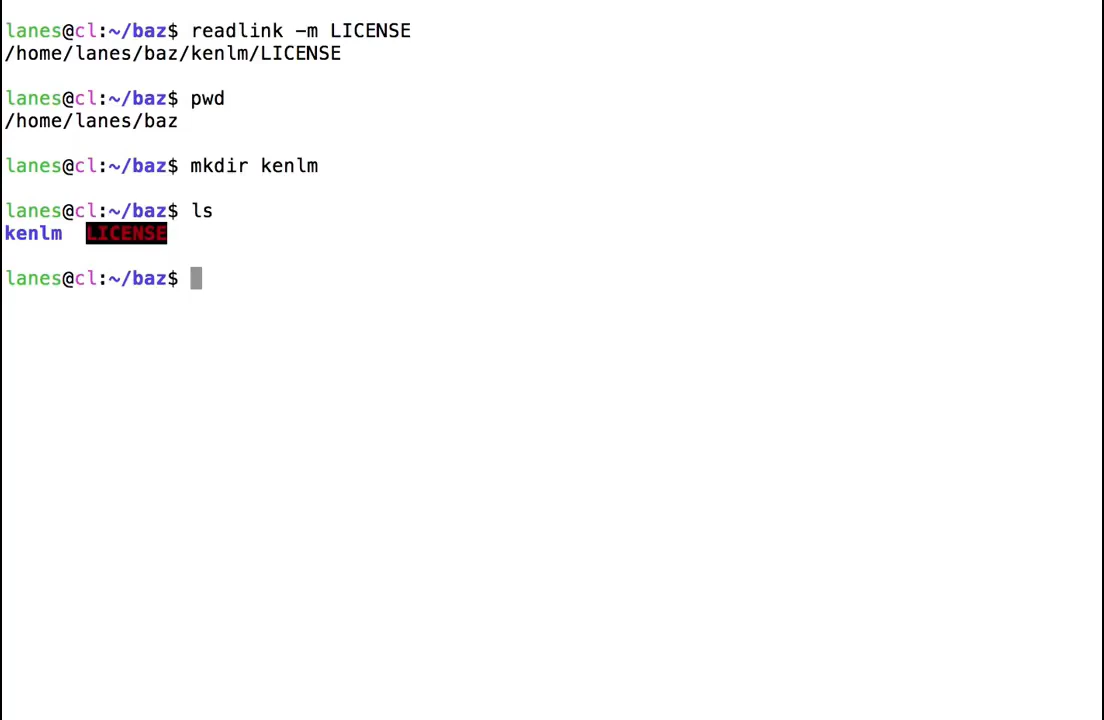 lanes@cl:~/baz$ readlink -m LICENSE
/home/lanes/baz/kenlm/LICENSE
lanes@cl:~/baz$ pwd
/home/lanes/baz
lanes@cl:~/baz$ mkdir kenlm
lanes@cl:~/baz$ ls
kenlm  LICENSE
lanes@cl:~/baz$